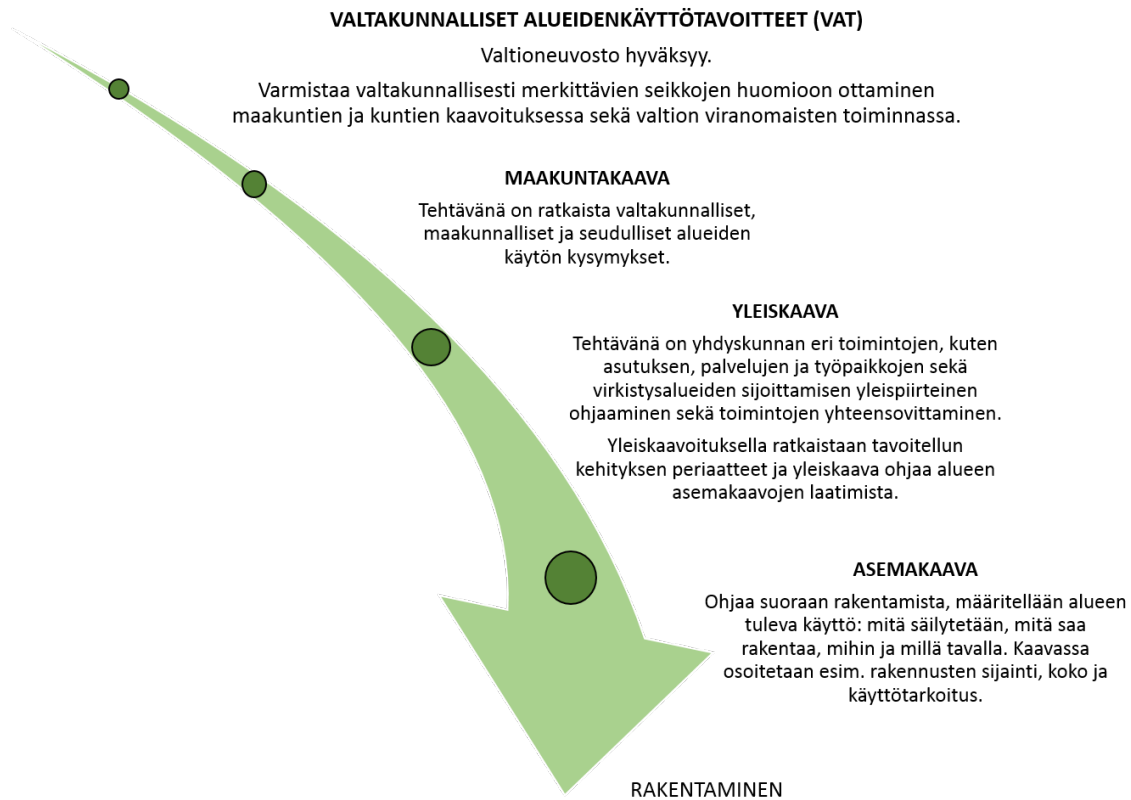 VALTAKUNNALLISET ALUEIDENKÄYTTÖTAVOITTEET (VAT)
Valtioneuvosto hyväksyy.
Varmistaa valtakunnallisesti merkittävien seikkojen huomioon ottaminen
maakuntien ja kuntien kaavoituksessa sekä valtion viranomaisten toiminnassa.
MAAKUNTAKAAVA
Tehtävänä on ratkaista valtakunnalliset,
maakunnalliset ja seudulliset alueiden
käytön kysymykset.
YLEISKAAVA
Tehtävänä on yhdyskunnan eri toimintojen, kuten
asutuksen, palvelujen ja työpaikkojen sekä
virkistysalueiden sijoittamisen yleispiirteinen
ohjaaminen sekä toimintojen yhteensovittaminen.
Yleiskaavoituksella ratkaistaan tavoitellun
kehityksen periaatteet ja yleiskaava ohjaa alueen
asemakaavojen laatimista.
ASEMAKAAVA
Ohjaa suoraan rakentamista, määritellään alueen
tuleva käyttö: mitä säilytetään, mitä saa
rakentaa, mihin ja millä tavalla. Kaavassa
osoitetaan esim. rakennusten sijainti, koko ja
käyttötarkoitus.
RAKENTAMINEN